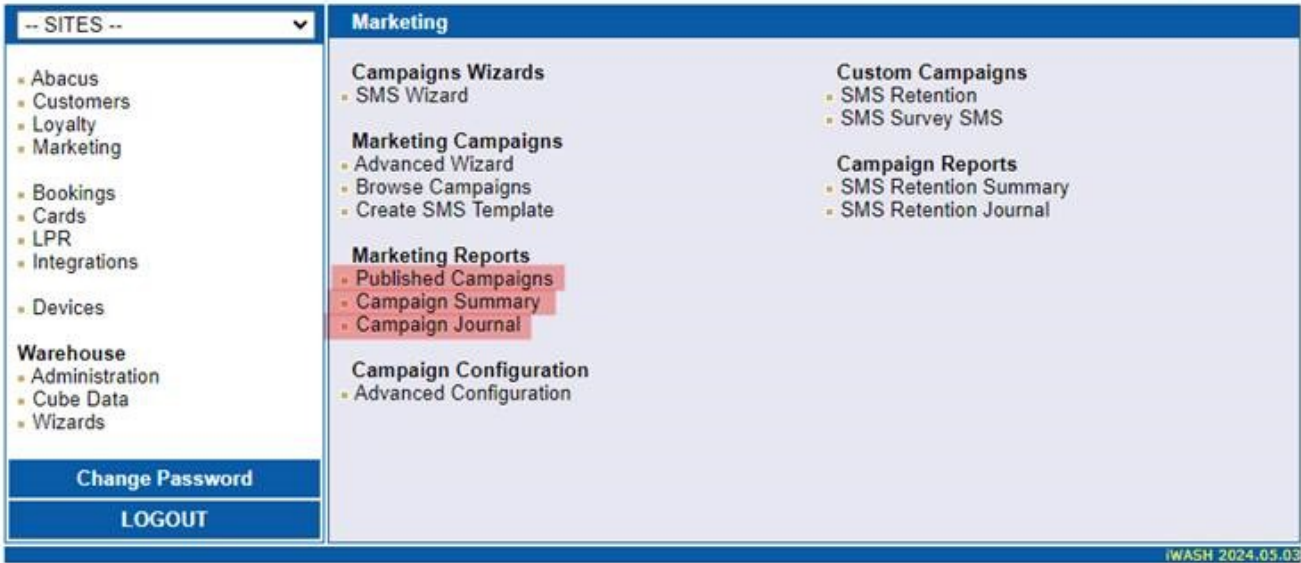 -- SITES --
Abacus
Customers
Loyalty
Marketing
Bookings
Cards
LPR
Integrations
Devices
Warehouse
Administration
Cube Data
Wizards
Change Password
LOGOUT
Marketing
Campaigns Wizards
SMS Wizard
Marketing Campaigns
Advanced Wizard
Browse Campaigns
Create SMS Template
Marketing Reports
Published Campaigns
Campaign Summary
Campaign Journal
Campaign Configuration
Advanced Configuration
Custom Campaigns
SMS Retention
SMS Survey SMS
Campaign Reports
SMS Retention Summary
SMS Retention Journal
iWASH 2024.05.03